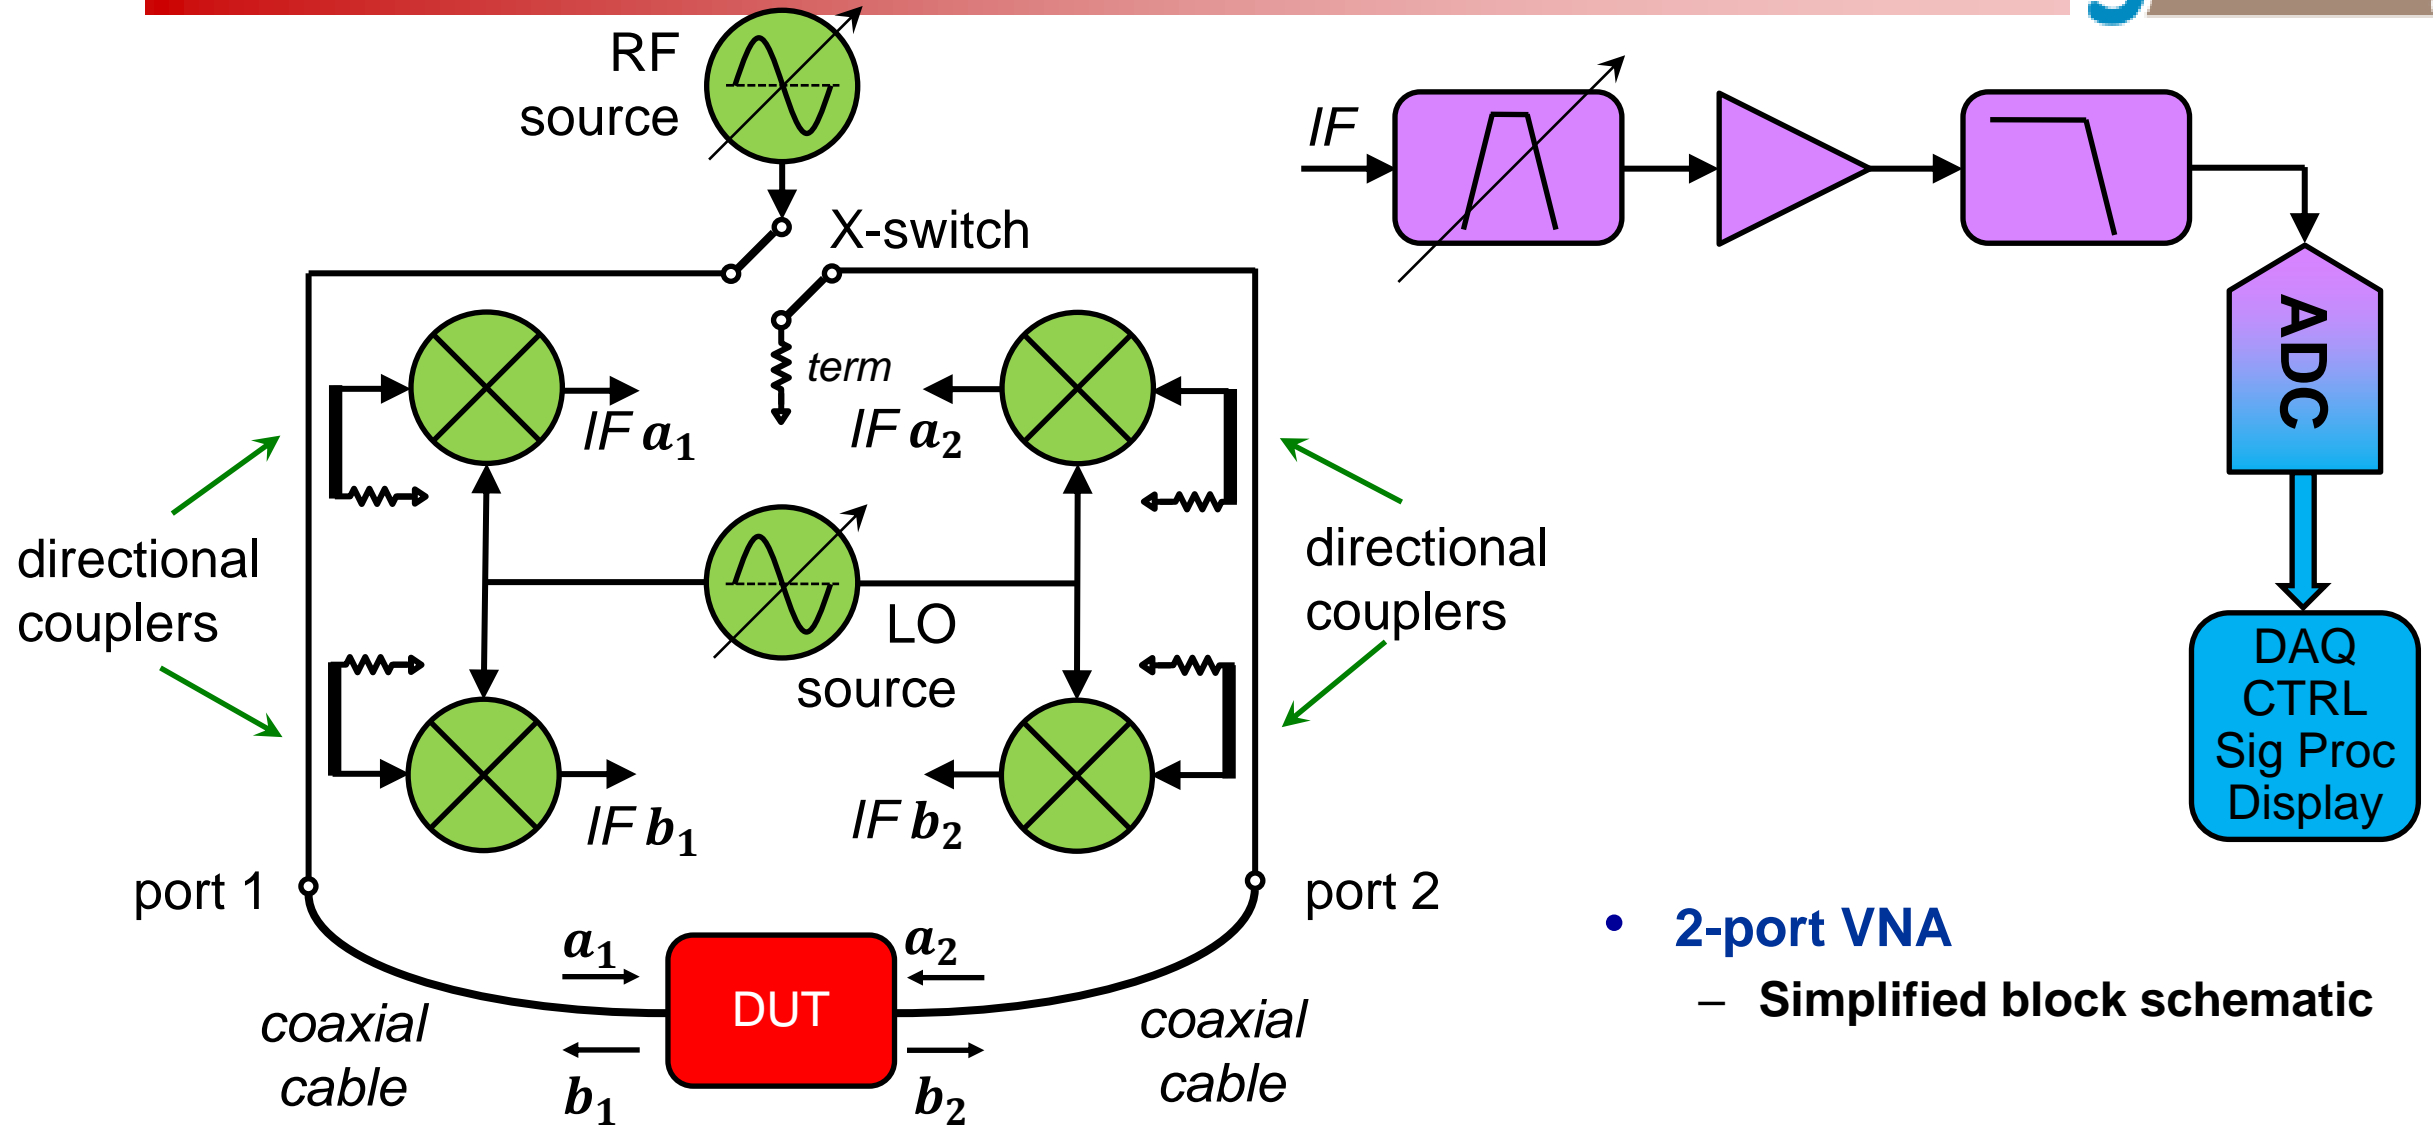 RF
source
X-switch
term
IF a₁
IF a₂
directional
couplers
LO
source
directional
couplers
IF b₁
IF b₂
port 1
port 2
a₁
a₂
DUT
coaxial
cable
coaxial
cable
b₁
b₂
IF
ADC
DAQ
CTRL
Sig Proc
Display
• 2-port VNA
– Simplified block schematic